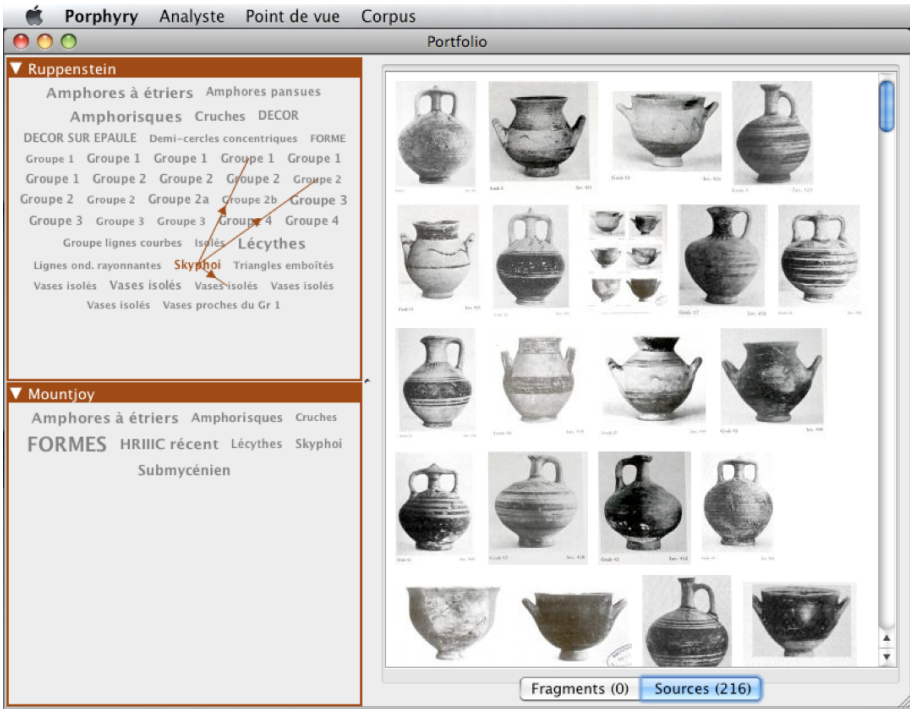 Porphyry Analyste Point de vue Corpus
Portfolio
Ruppenstein
Amphores à étriers Amphores pansues
Amphorisques Cruches DECOR
DECOR SUR EPAULE Demi-cercles concentriques FORME
Groupe 1 Groupe 1 Groupe 1 Groupe 1 Groupe 1
Groupe 1 Groupe 2 Groupe 2 Groupe 2 Groupe 2
Groupe 2 Groupe 2 Groupe 2a Groupe 2b Groupe 3
Groupe 3 Groupe 3 Groupe 3 Groupe 4 Groupe 4
Groupe lignes courbes Isolés Lécythes
Lignes ond. rayonnantes Skyphoi Triangles emboîtés
Vases isolés Vases isolés Vases isolés Vases isolés
Vases isolés Vases proches du Gr 1
Mountjoy
Amphores à étriers Amphorisques Cruches
FORMES HRIIIC récent Lécythes Skyphoi
Submycénien
Fragments (0) Sources (216)